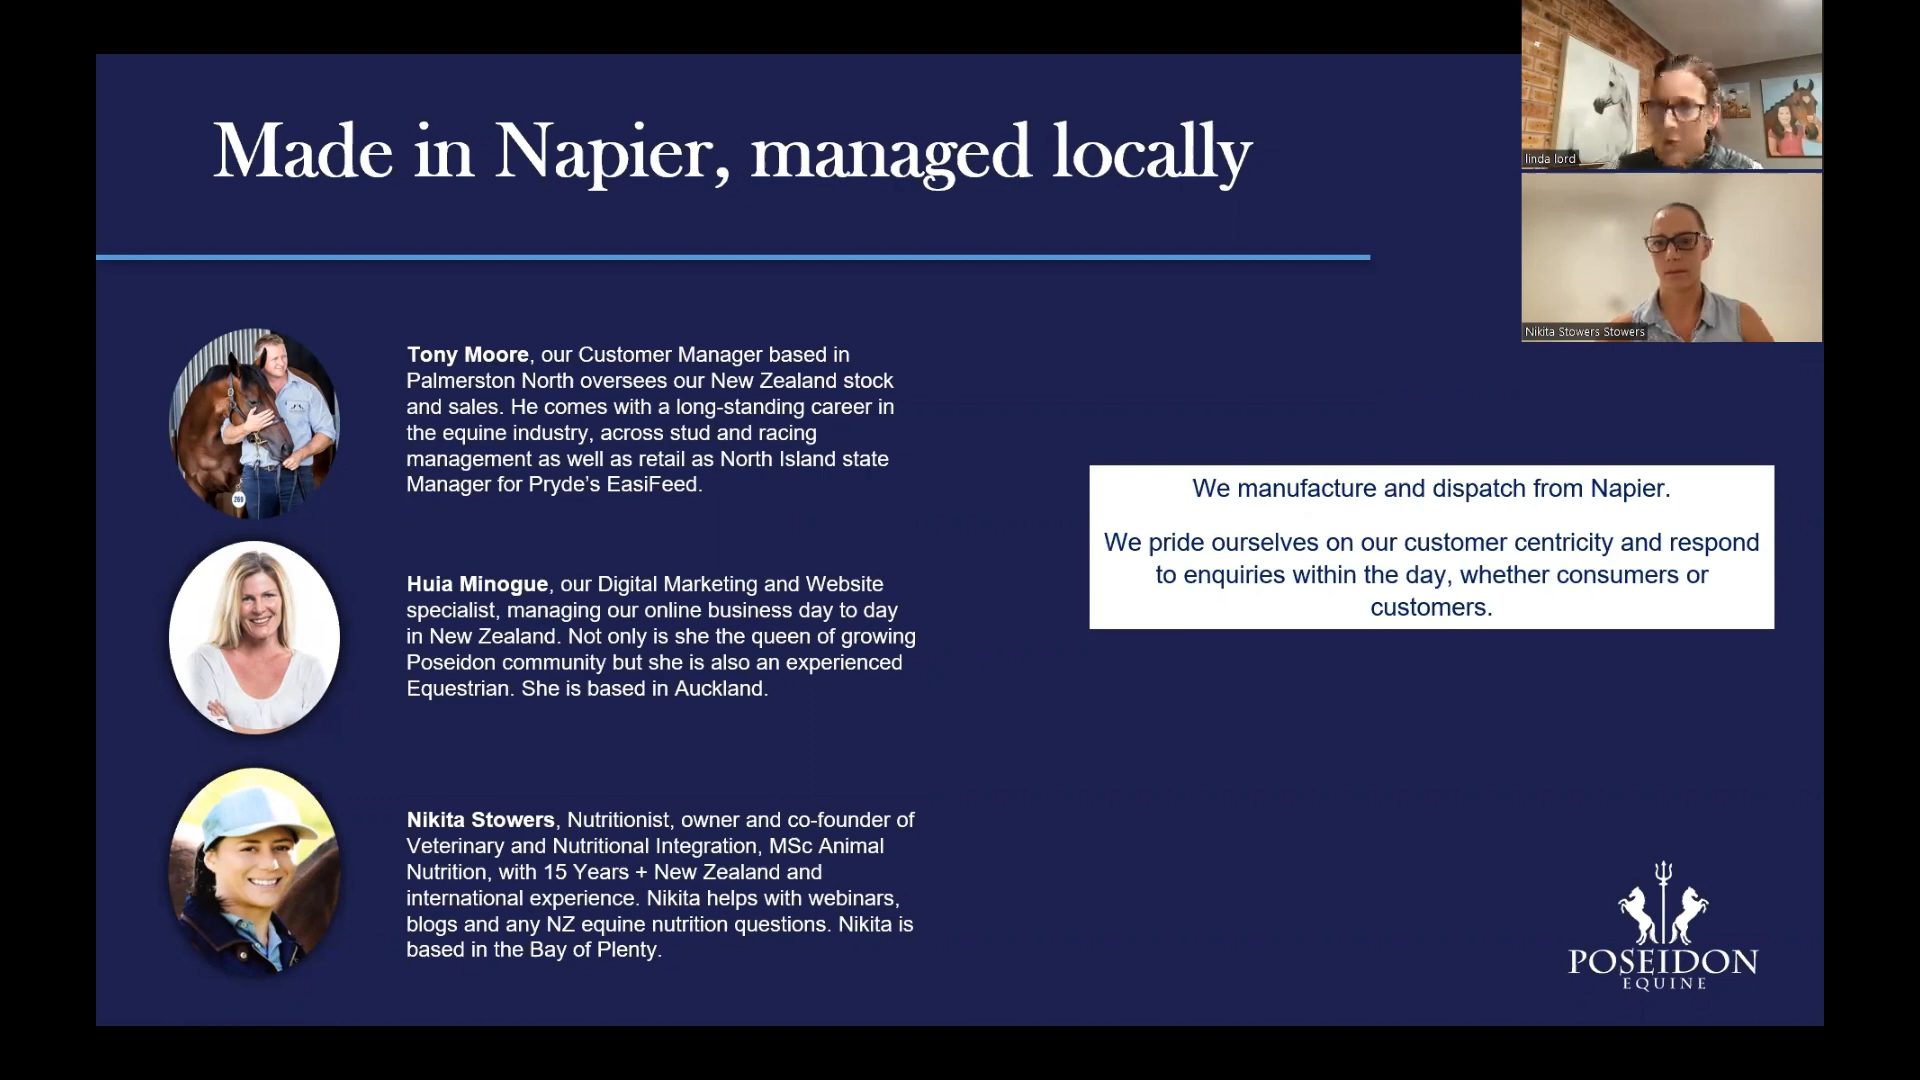 Made in Napier, managed locally
linda lord
Nikita Stowers Stowers
Tony Moore, our Customer Manager based in
Palmerston North oversees our New Zealand stock
and sales. He comes with a long-standing career in
the equine industry, across stud and racing
management as well as retail as North Island state
Manager for Pryde’s EasiFeed.
269
Huia Minogue, our Digital Marketing and Website
specialist, managing our online business day to day
in New Zealand. Not only is she the queen of growing
Poseidon community but she is also an experienced
Equestrian. She is based in Auckland.
Nikita Stowers, Nutritionist, owner and co-founder of
Veterinary and Nutritional Integration, MSc Animal
Nutrition, with 15 Years + New Zealand and
international experience. Nikita helps with webinars,
blogs and any NZ equine nutrition questions. Nikita is
based in the Bay of Plenty.
We manufacture and dispatch from Napier.
We pride ourselves on our customer centricity and respond
to enquiries within the day, whether consumers or
customers.
POSEIDON
EQUINE